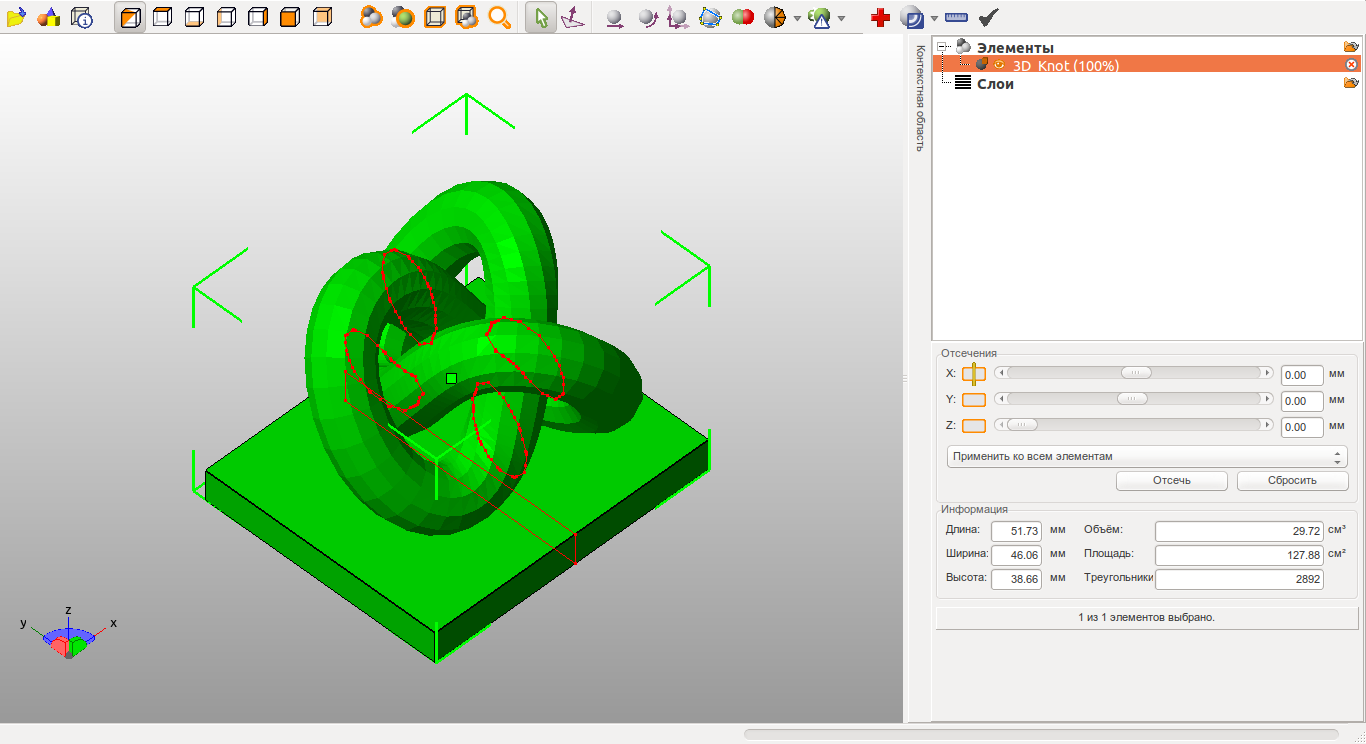 Контекстная область
Элементы
3D_Knot (100%)
Слои
Отсечения
X: 0.00 мм
Y: 0.00 мм
Z: 0.00 мм
Применить ко всем элементам
Отсечь Сбросить
Информация
Длина: 51.73 мм Объём: 29.72 см³
Ширина: 46.06 мм Площадь: 127.88 см²
Высота: 38.66 мм Треугольники 2892
1 из 1 элементов выбрано.
z
y x